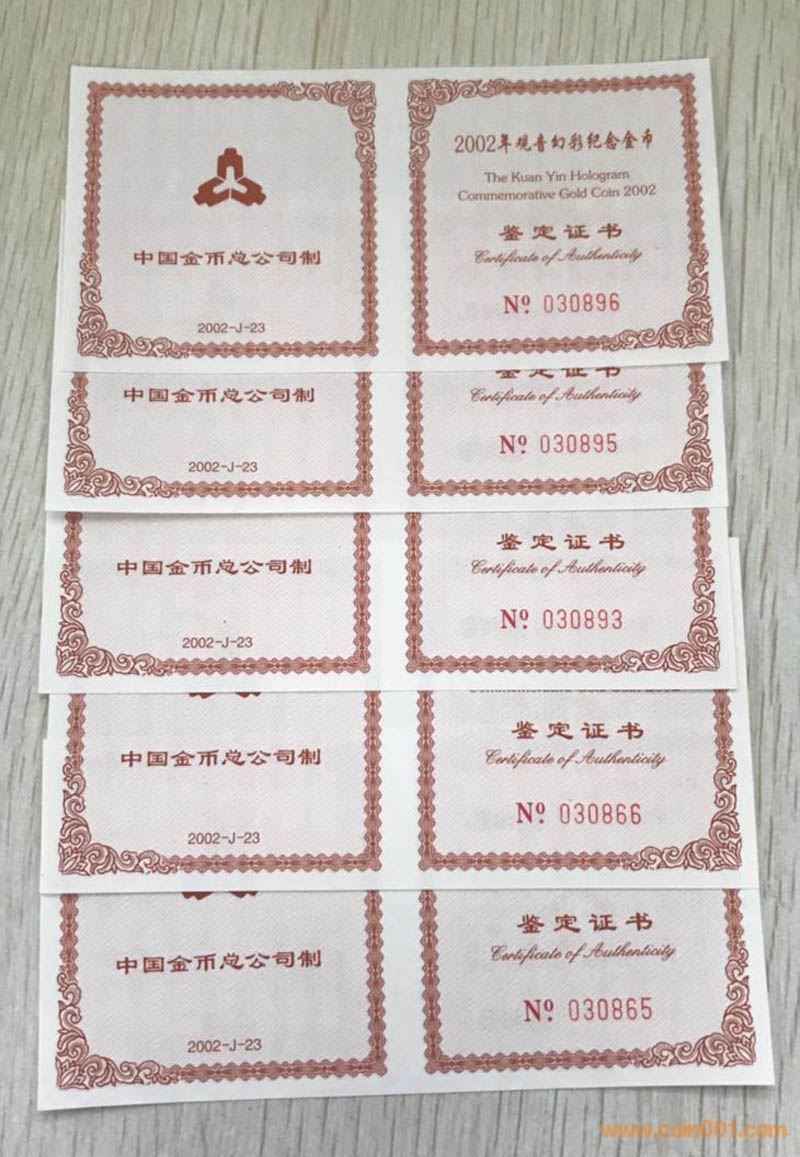 中国金币总公司制
2002-J-23
2002年观音幻彩纪念金币
The Kuan Yin Hologram
Commemorative Gold Coin 2002
鉴定证书
Certificate of Authenticity
Nº 030896
中国金币总公司制
2002-J-23
鉴定证书
Certificate of Authenticity
Nº 030895
中国金币总公司制
2002-J-23
鉴定证书
Certificate of Authenticity
Nº 030893
中国金币总公司制
2002-J-23
Commemorative Gold Coin 2002
鉴定证书
Certificate of Authenticity
Nº 030866
中国金币总公司制
2002-J-23
鉴定证书
Certificate of Authenticity
Nº 030865
www.coin001.com